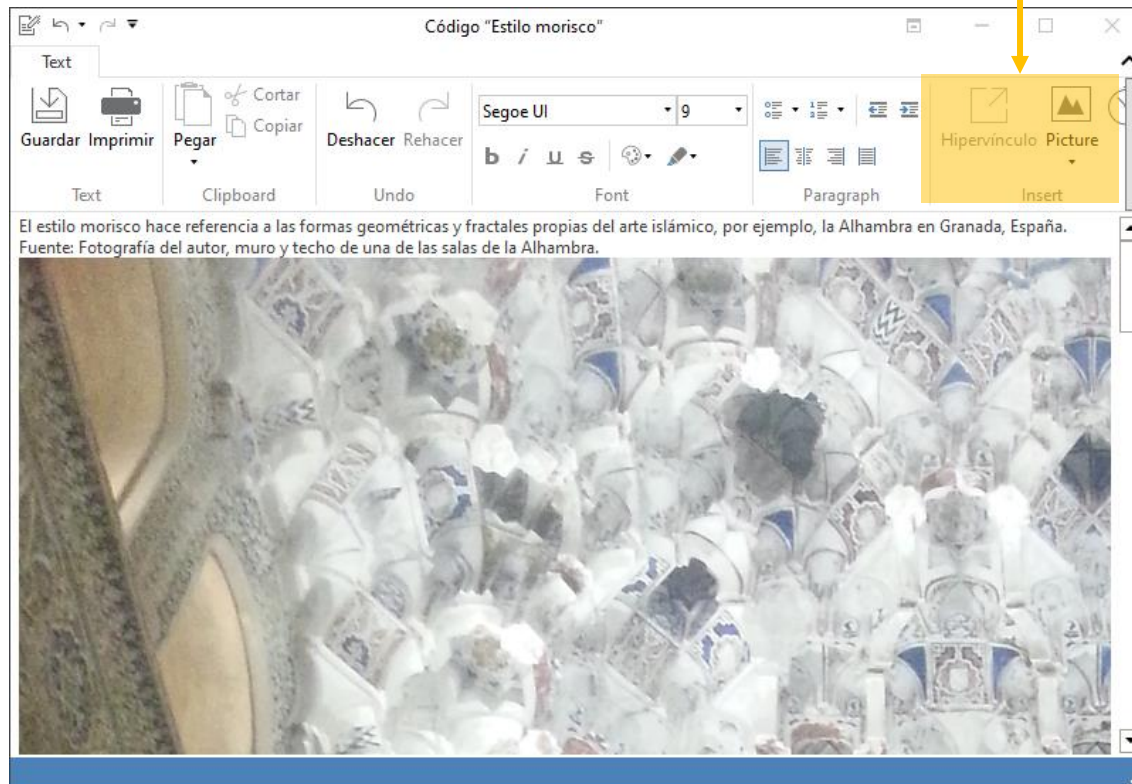 Código "Estilo morisco"
Text
Guardar Imprimir Pegar Cortar Copiar Deshacer Rehacer
Segoe UI 9
b i u s
Hipervínculo Picture
Text Clipboard Undo Font Paragraph Insert
El estilo morisco hace referencia a las formas geométricas y fractales propias del arte islámico, por ejemplo, la Alhambra en Granada, España.
Fuente: Fotografía del autor, muro y techo de una de las salas de la Alhambra.